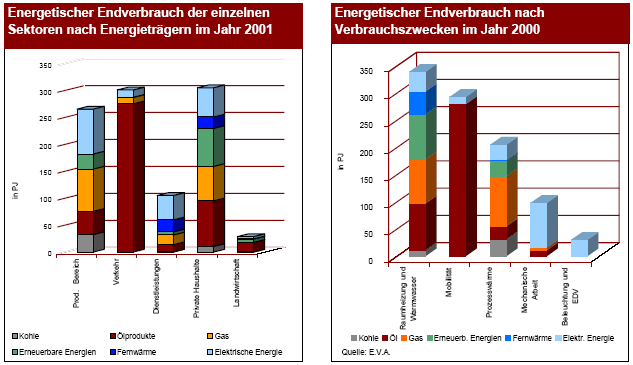 Energetischer Endverbrauch der einzelnen
Sektoren nach Energieträgern im Jahr 2001
350
300
250
200
150
100
50
0
in PJ
Prod. Bereich
Verkehr
Dienstleistungen
Private Haushalte
Landwirtschaft
Kohle
Ölprodukte
Gas
Erneuerbare Energien
Fernwärme
Elektrische Energie
Energetischer Endverbrauch nach
Verbrauchszwecken im Jahr 2000
350
300
250
200
150
100
50
0
in PJ
Raumheizung und
Warmwasser
Mobilität
Prozesswärme
Mechanische
Arbeit
Beleuchtung und
EDV
Kohle
Öl
Gas
Erneuerb. Energien
Fernwärme
Elektr. Energie
Quelle: E.V.A.